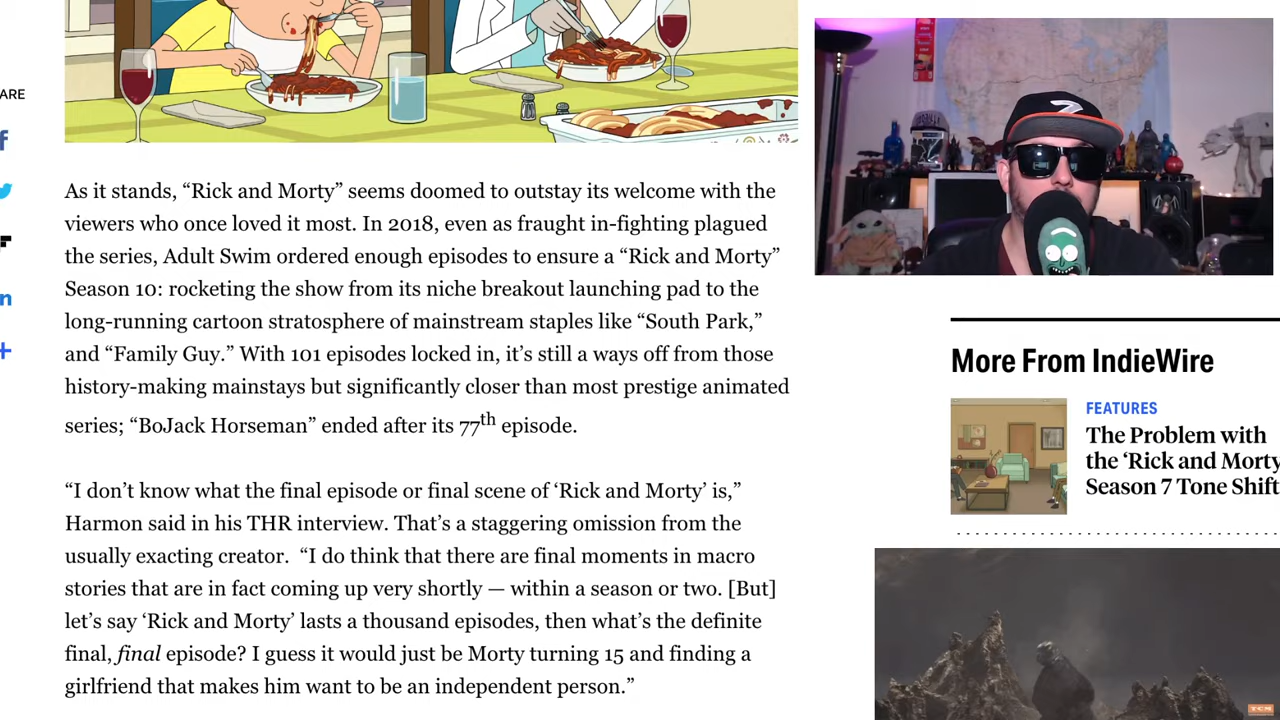 ARE
As it stands, “Rick and Morty” seems doomed to outstay its welcome with the
viewers who once loved it most. In 2018, even as fraught in-fighting plagued
the series, Adult Swim ordered enough episodes to ensure a “Rick and Morty”
Season 10: rocketing the show from its niche breakout launching pad to the
long-running cartoon stratosphere of mainstream staples like “South Park,”
and “Family Guy.” With 101 episodes locked in, it’s still a ways off from those
history-making mainstays but significantly closer than most prestige animated
series; “BoJack Horseman” ended after its 77th episode.
“I don’t know what the final episode or final scene of ‘Rick and Morty’ is,”
Harmon said in his THR interview. That’s a staggering omission from the
usually exacting creator.  “I do think that there are final moments in macro
stories that are in fact coming up very shortly — within a season or two. [But]
let’s say ‘Rick and Morty’ lasts a thousand episodes, then what’s the definite
final, final episode? I guess it would just be Morty turning 15 and finding a
girlfriend that makes him want to be an independent person.”
More From IndieWire
FEATURES
The Problem with
the ‘Rick and Morty
Season 7 Tone Shift
TCM